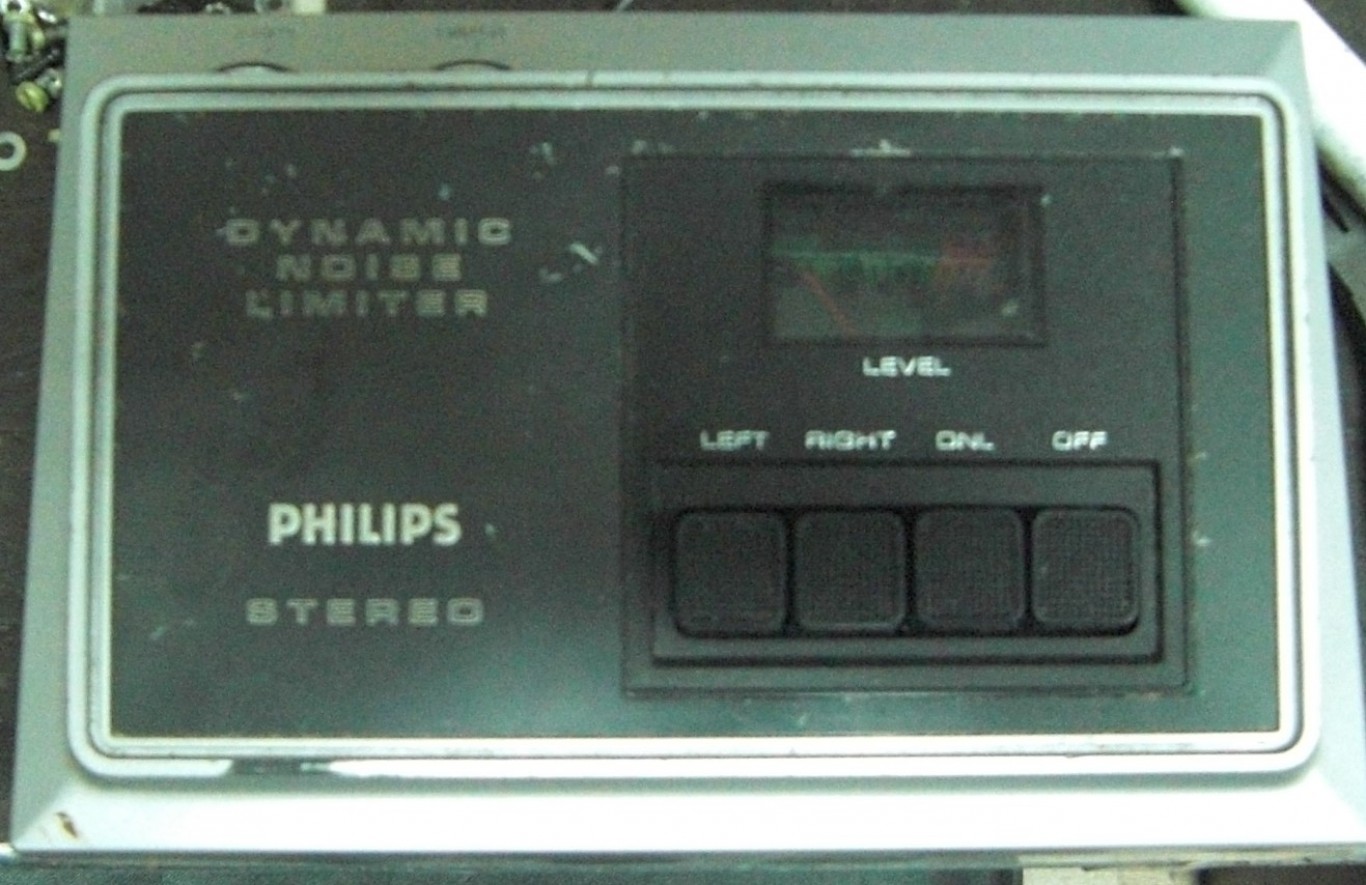 DYNAMIC
NOISE
LIMITER
LEVEL
LEFT RIGHT DNL OFF
PHILIPS
STEREO